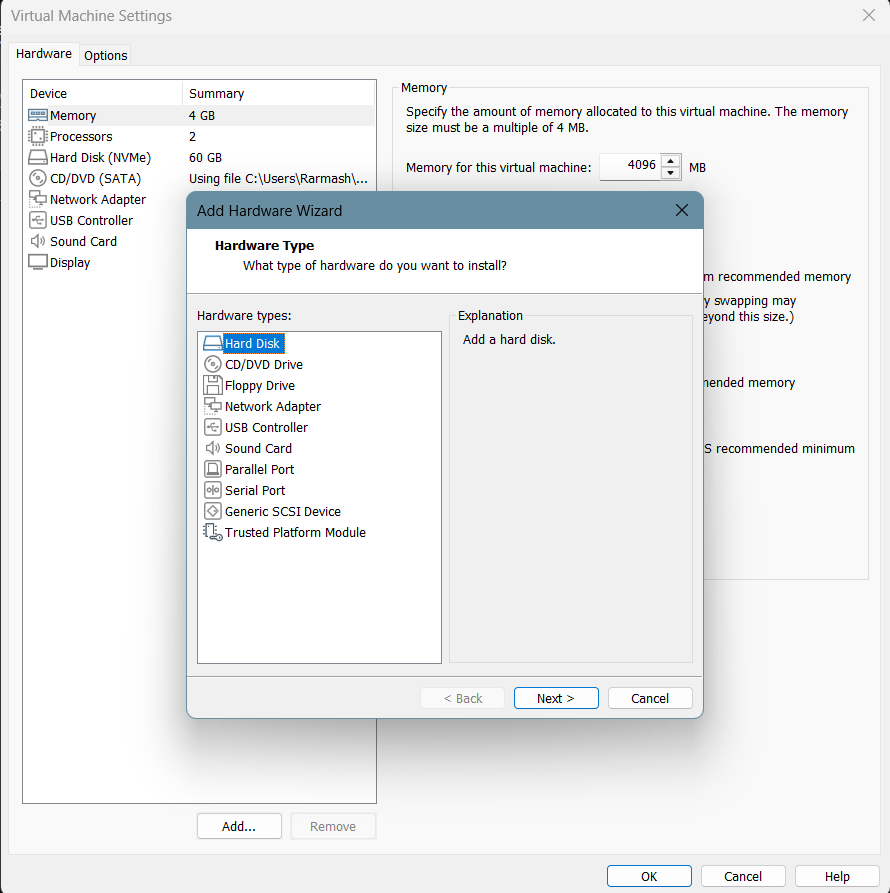 Virtual Machine Settings
Hardware Options
Device Summary
Memory 4 GB
Processors 2
Hard Disk (NVMe) 60 GB
CD/DVD (SATA) Using file C:\Users\Rarmash\...
Network Adapter
USB Controller
Sound Card
Display
Memory
Specify the amount of memory allocated to this virtual machine. The memory
size must be a multiple of 4 MB.
Memory for this virtual machine: 4096 MB
m recommended memory
y swapping may
eyond this size.)
ended memory
S recommended minimum
Add Hardware Wizard
Hardware Type
What type of hardware do you want to install?
Hardware types:
Hard Disk
CD/DVD Drive
Floppy Drive
Network Adapter
USB Controller
Sound Card
Parallel Port
Serial Port
Generic SCSI Device
Trusted Platform Module
Explanation
Add a hard disk.
< Back Next > Cancel
Add... Remove
OK Cancel Help